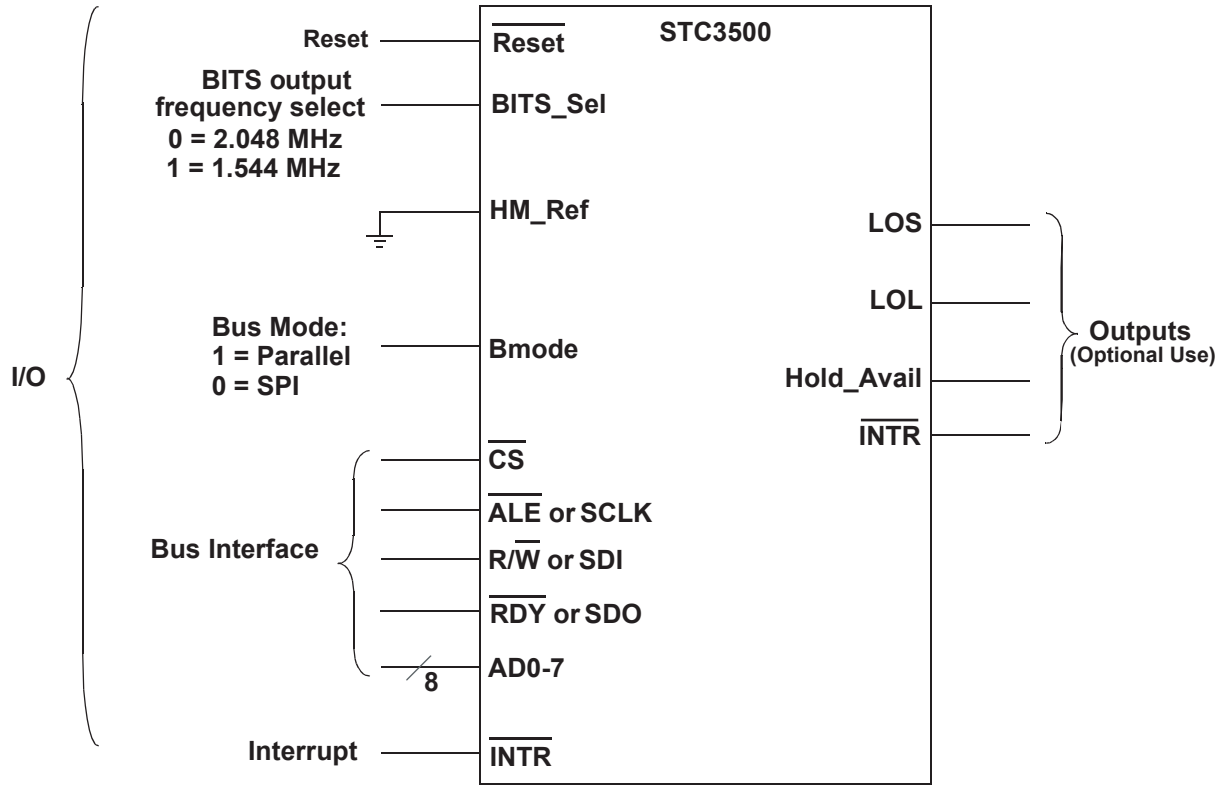 STC3500
Reset
Reset
BITS output
frequency select
0 = 2.048 MHz
1 = 1.544 MHz
BITS_Sel
HM_Ref
Bus Mode:
1 = Parallel
0 = SPI
Bmode
I/O
Bus Interface
CS
ALE or SCLK
R/W or SDI
RDY or SDO
AD0-7
8
Interrupt
INTR
LOS
LOL
Hold_Avail
INTR
Outputs
(Optional Use)